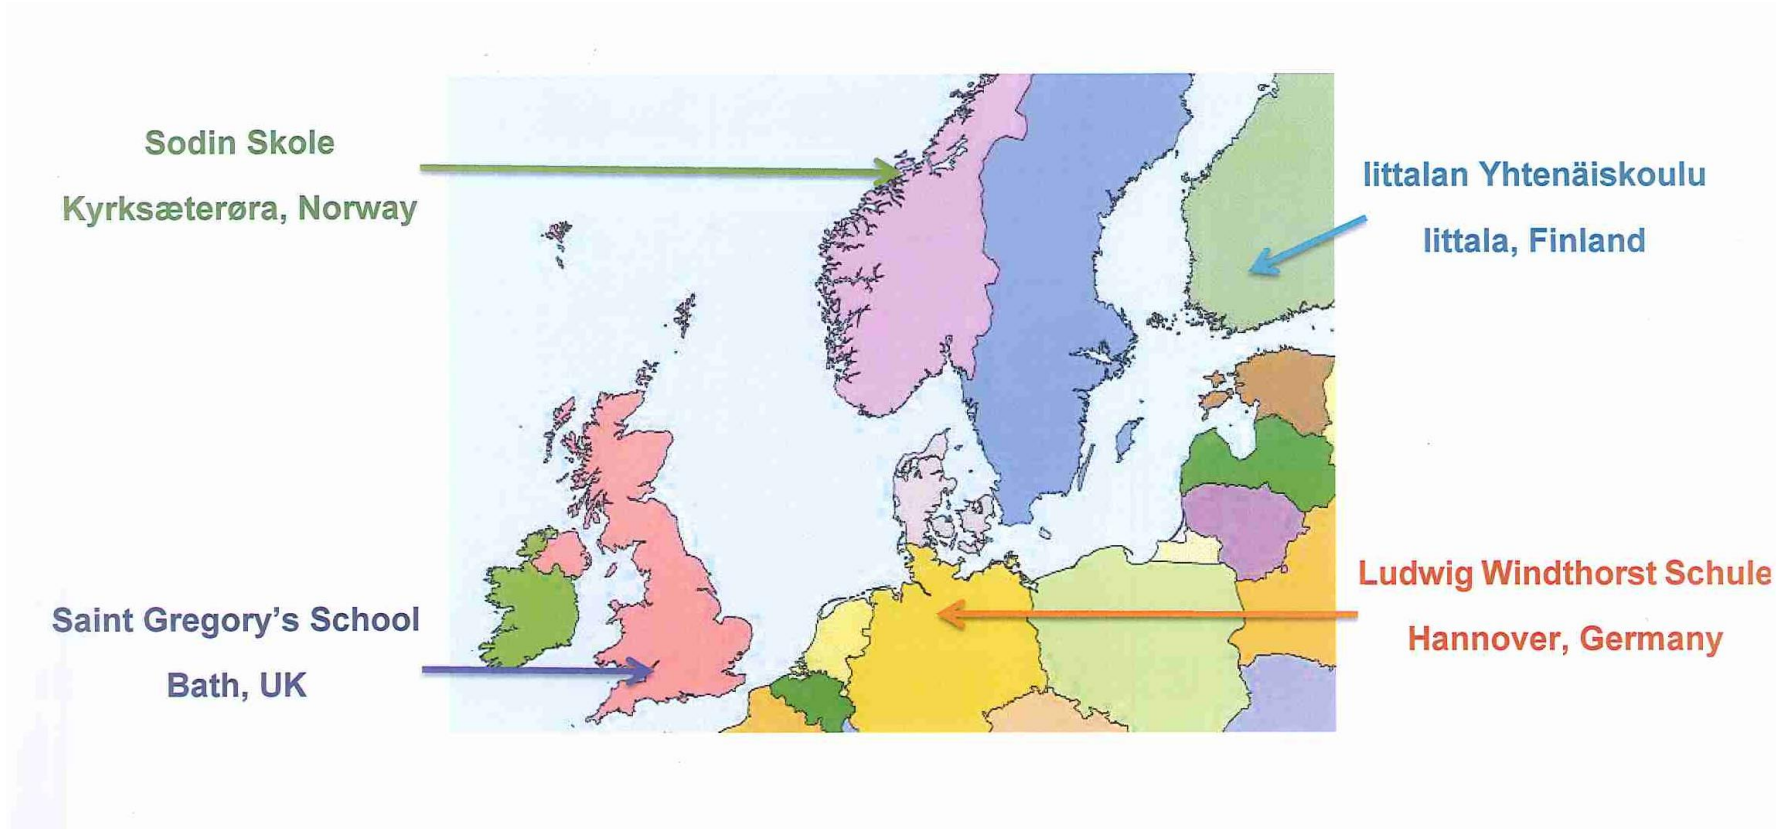 Sodin Skole
Kyrksæterøra, Norway
Iittalan Yhtenäiskoulu
Iittala, Finland
Saint Gregory's School
Bath, UK
Ludwig Windthorst Schule
Hannover, Germany